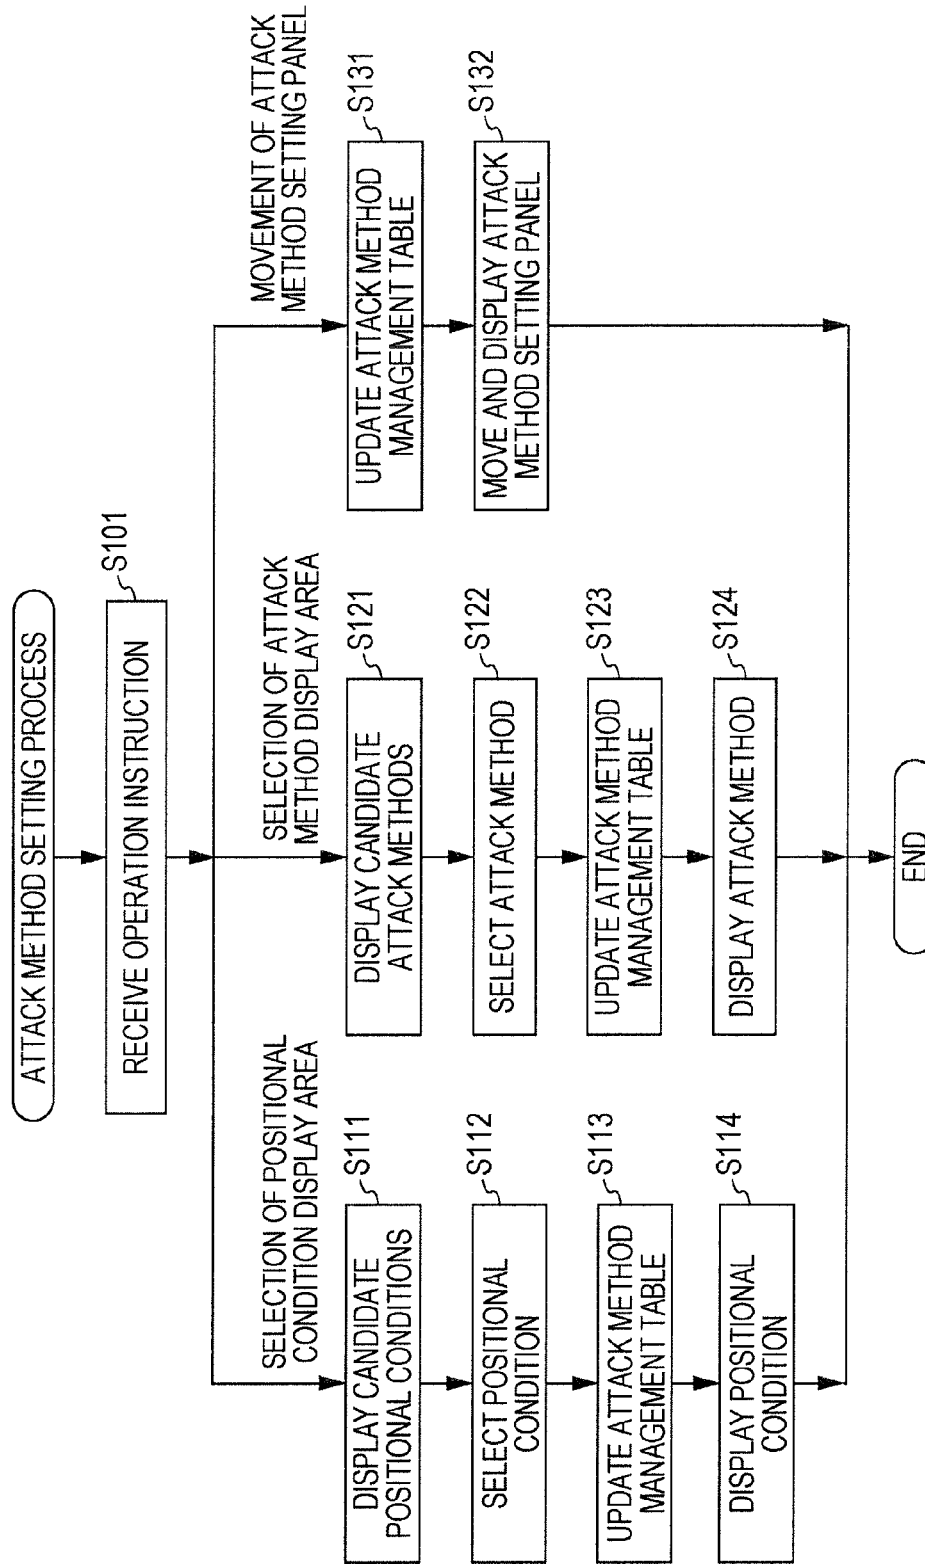 ATTACK METHOD SETTING PROCESS
S101
RECEIVE OPERATION INSTRUCTION
SELECTION OF POSITIONAL
CONDITION DISPLAY AREA
S111
DISPLAY CANDIDATE
POSITIONAL CONDITIONS
S112
SELECT POSITIONAL
CONDITION
S113
UPDATE ATTACK METHOD
MANAGEMENT TABLE
S114
DISPLAY POSITIONAL
CONDITION
SELECTION OF ATTACK
METHOD DISPLAY AREA
S121
DISPLAY CANDIDATE
ATTACK METHODS
S122
SELECT ATTACK METHOD
S123
UPDATE ATTACK METHOD
MANAGEMENT TABLE
S124
DISPLAY ATTACK METHOD
MOVEMENT OF ATTACK
METHOD SETTING PANEL
S131
UPDATE ATTACK METHOD
MANAGEMENT TABLE
S132
MOVE AND DISPLAY ATTACK
METHOD SETTING PANEL
END